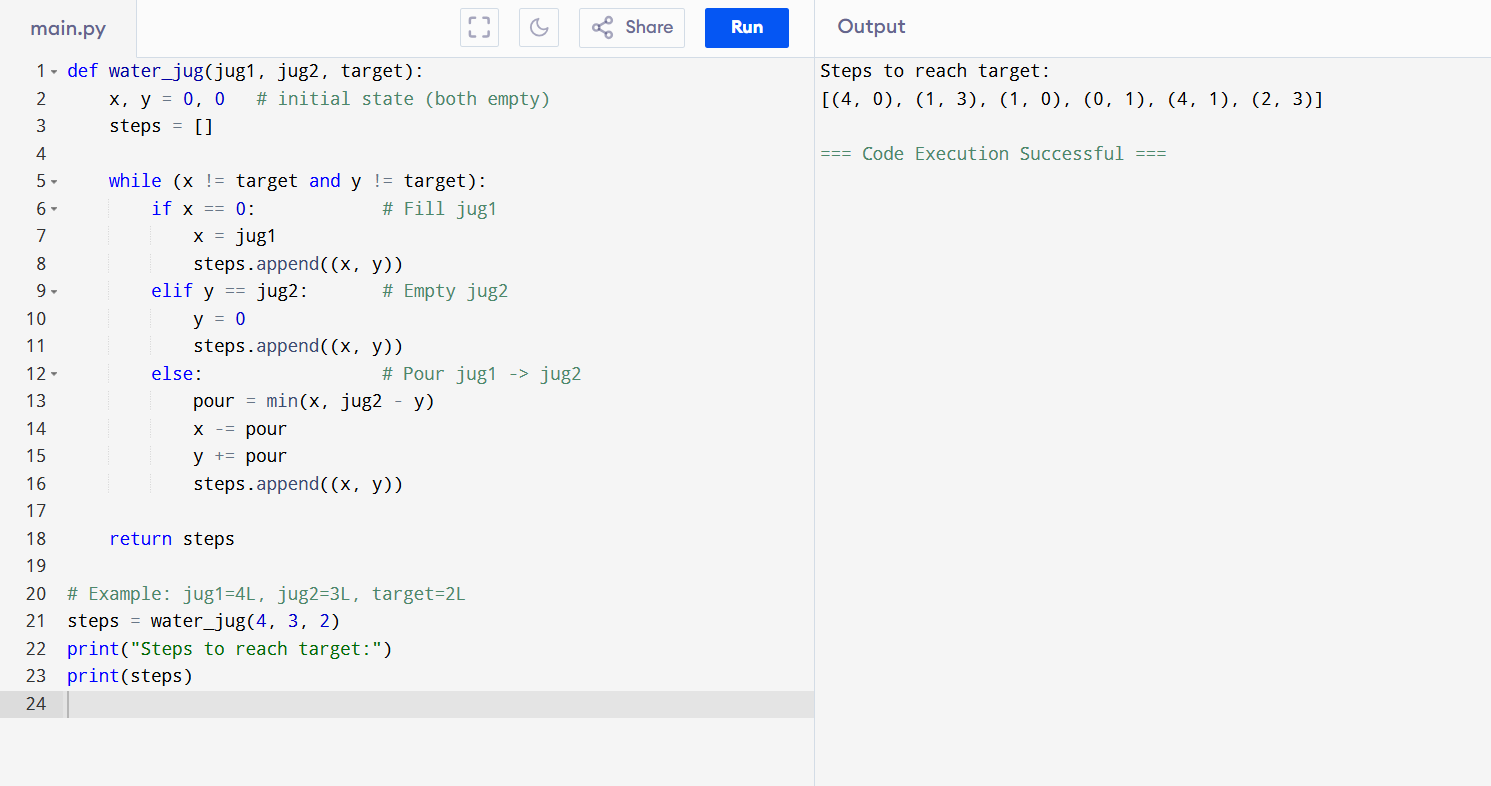 main.py
Share
Run
Output
1 def water_jug(jug1, jug2, target):
2     x, y = 0, 0   # initial state (both empty)
3     steps = []
4
5     while (x != target and y != target):
6         if x == 0:            # Fill jug1
7             x = jug1
8             steps.append((x, y))
9         elif y == jug2:       # Empty jug2
10             y = 0
11             steps.append((x, y))
12         else:                 # Pour jug1 -> jug2
13             pour = min(x, jug2 - y)
14             x -= pour
15             y += pour
16             steps.append((x, y))
17
18     return steps
19
20 # Example: jug1=4L, jug2=3L, target=2L
21 steps = water_jug(4, 3, 2)
22 print("Steps to reach target:")
23 print(steps)
24
Steps to reach target:
[(4, 0), (1, 3), (1, 0), (0, 1), (4, 1), (2, 3)]
=== Code Execution Successful ===